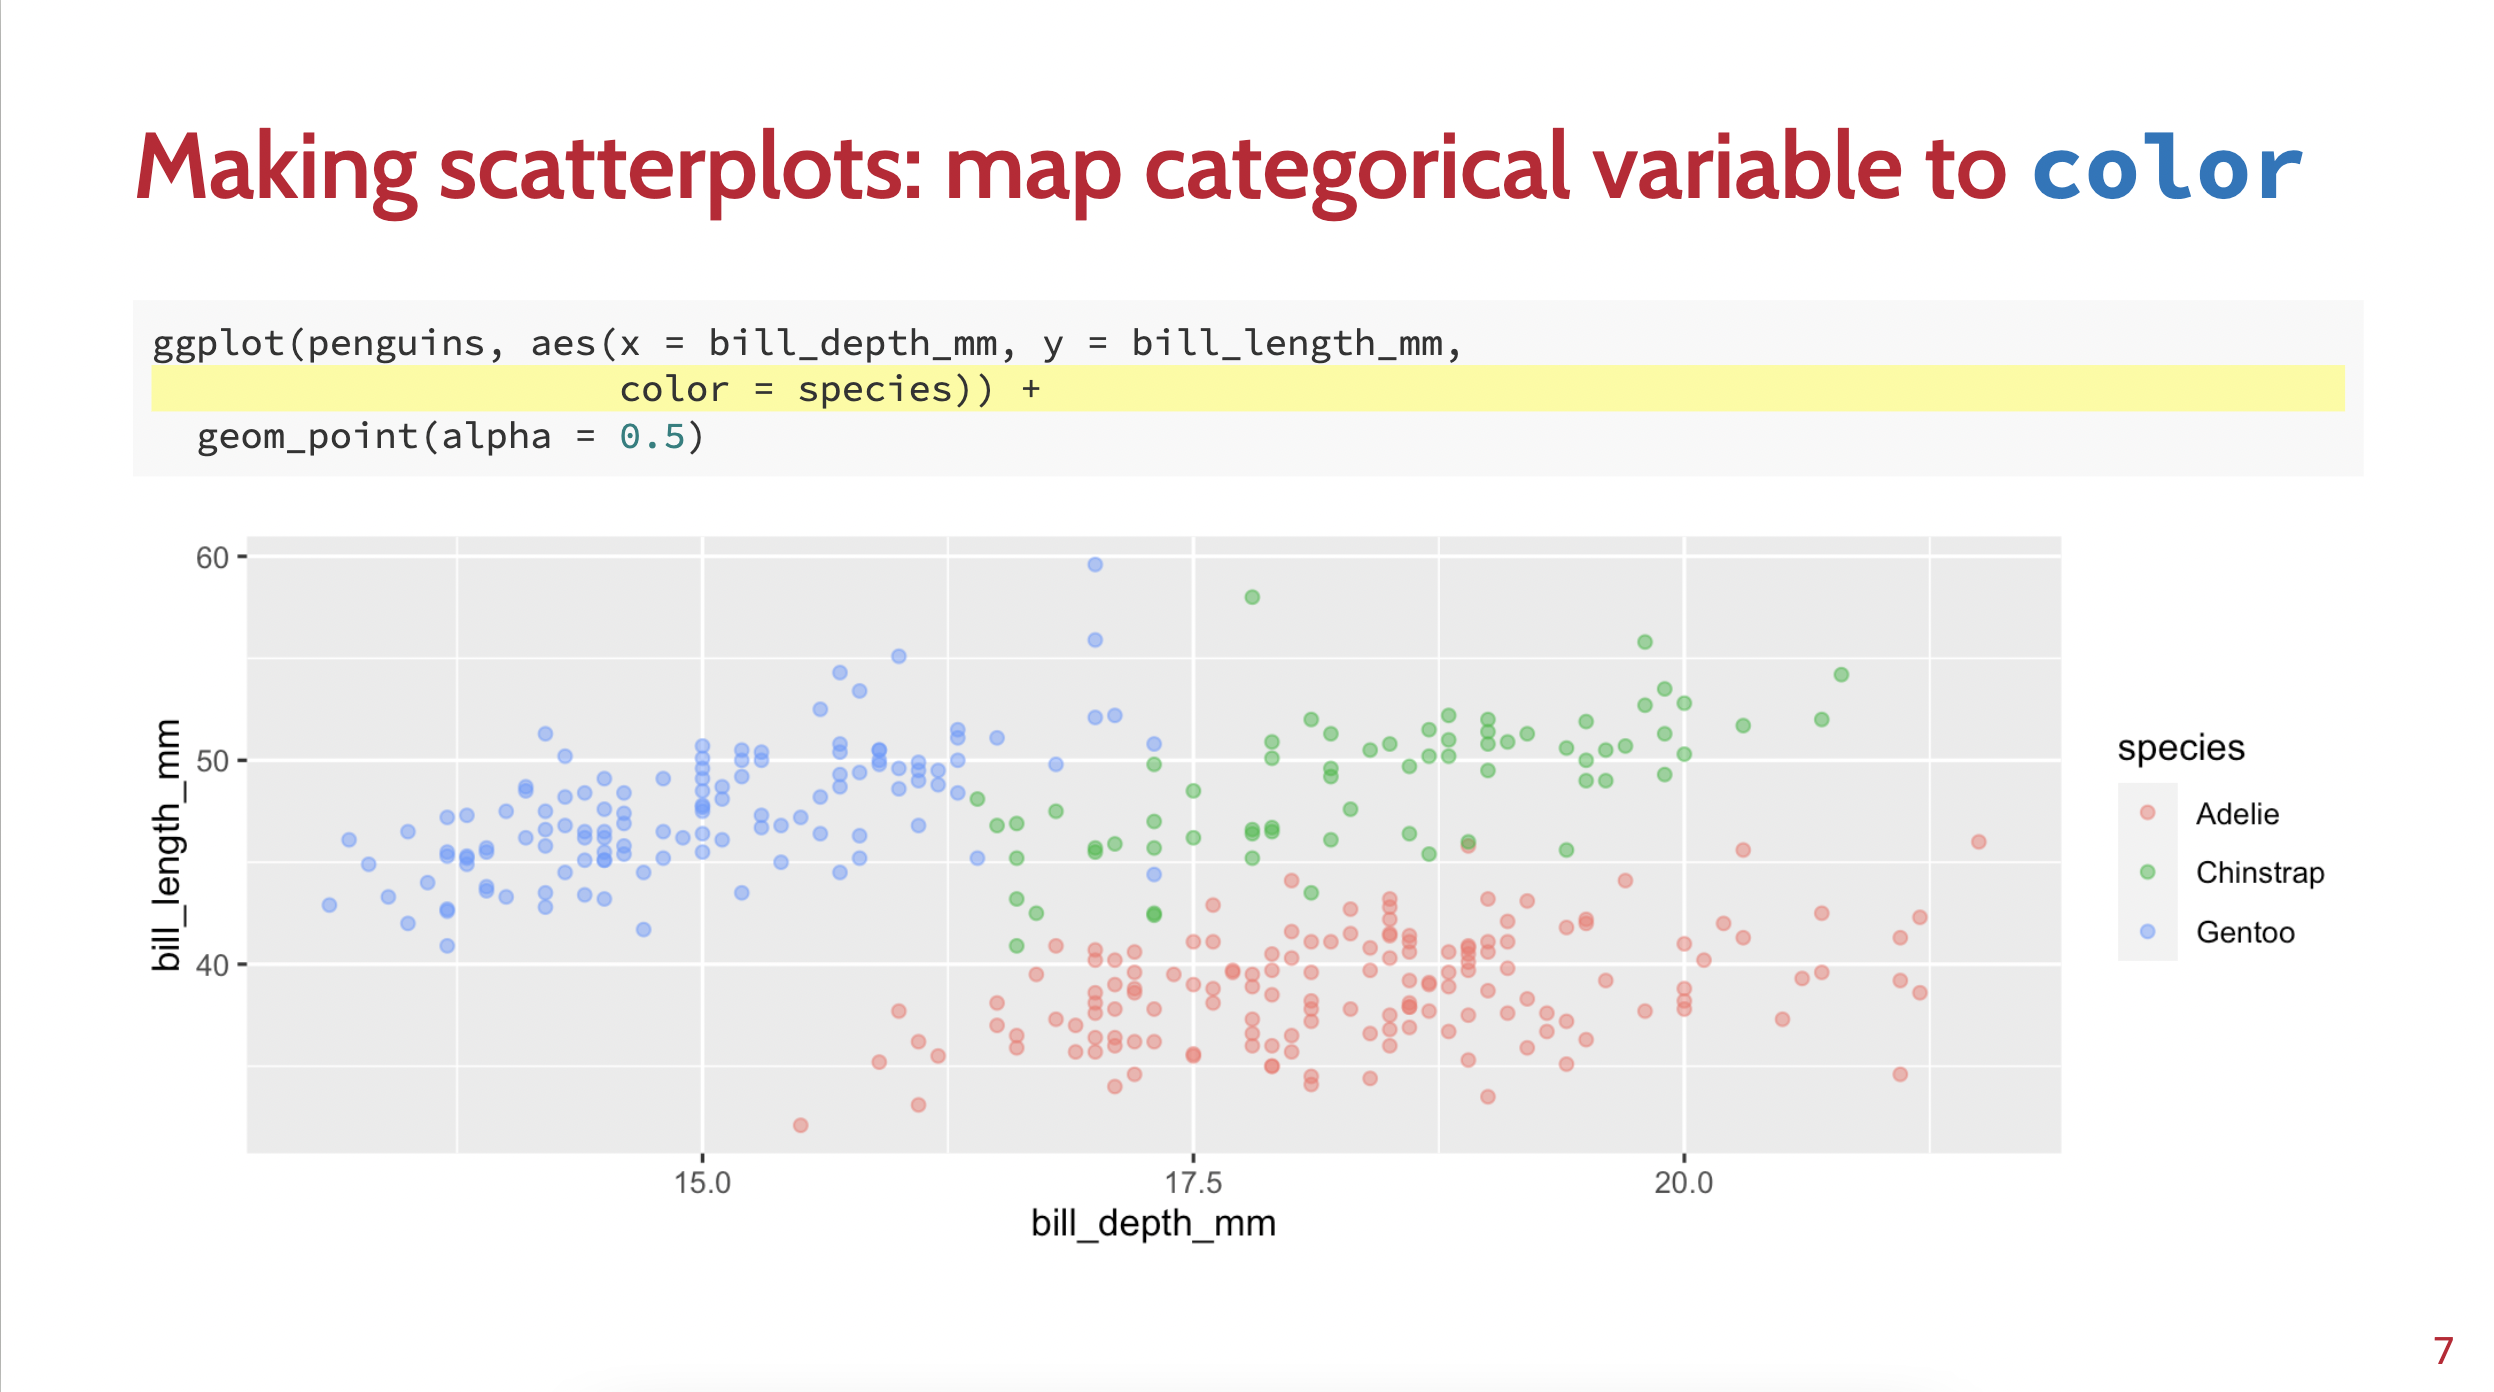 Making scatterplots: map categorical variable to color
ggplot(penguins, aes(x = bill_depth_mm, y = bill_length_mm,
color = species)) +
geom_point(alpha = 0.5)
60
50
40
bill_length_mm
15.0 17.5 20.0
bill_depth_mm
species
Adelie
Chinstrap
Gentoo
7